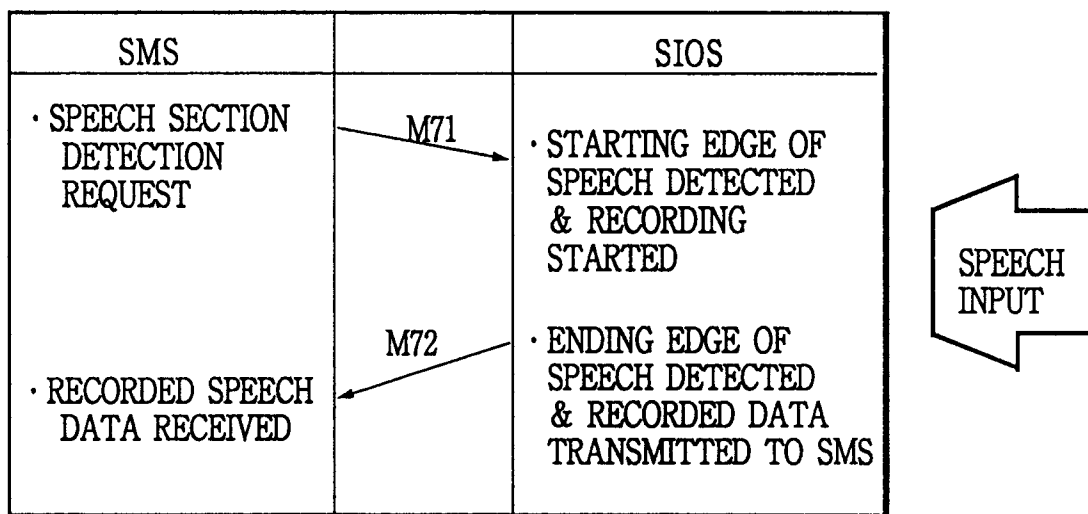 SMS
SIOS
· SPEECH SECTION
DETECTION
REQUEST
M71
· STARTING EDGE OF
SPEECH DETECTED
& RECORDING
STARTED
SPEECH
INPUT
M72
· ENDING EDGE OF
SPEECH DETECTED
& RECORDED DATA
TRANSMITTED TO SMS
· RECORDED SPEECH
DATA RECEIVED